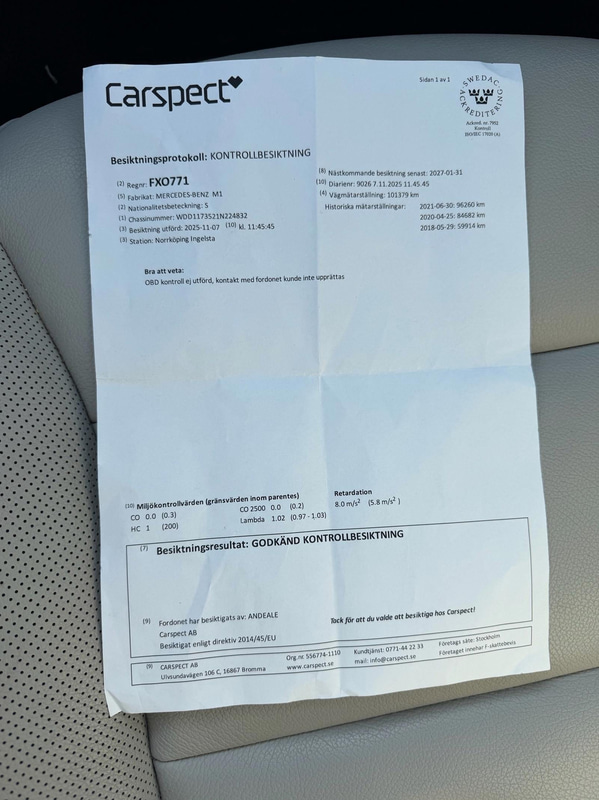 Carspect
Sidan 1 av 1
SWEDAC
ACKREDITERING
Ackred. nr. 7952
Kontroll
ISO/IEC 17020 (A)
Besiktningsprotokoll: KONTROLLBESIKTNING
(2) Regnr: FXO771
(5) Fabrikat: MERCEDES-BENZ M1
(2) Nationalitetsbeteckning: S
(1) Chassinummer: WDD1173521N224832
(3) Besiktning utförd: 2025-11-07 (10) kl. 11:45:45
(3) Station: Norrköping Ingelsta
(8) Nästkommande besiktning senast: 2027-01-31
(10) Diarienr: 9026 7.11.2025 11.45.45
(4) Vägmätarställning: 101379 km
Historiska mätarställningar: 2021-06-30: 96260 km
2020-04-25: 84682 km
2018-05-29: 59914 km
Bra att veta:
OBD kontroll ej utförd, kontakt med fordonet kunde inte upprättas
(10) Miljökontrollvärden (gränsvärden inom parentes)
CO 0.0 (0.3) CO 2500 0.0 (0.2)
HC 1 (200) Lambda 1.02 (0.97 - 1.03)
Retardation
8.0 m/s² (5.8 m/s²)
(7) Besiktningsresultat: GODKÄND KONTROLLBESIKTNING
(9) Fordonet har besiktigats av: ANDEALE
Carspect AB
Besiktigat enligt direktiv 2014/45/EU
Tack för att du valde att besiktiga hos Carspect!
(9) CARSPECT AB
Ulvsundavägen 106 C, 16867 Bromma
Org.nr 556774-1110
www.carspect.se
Kundtjänst: 0771-44 22 33
mail: info@carspect.se
Företags säte: Stockholm
Företaget innehar F-skattebevis